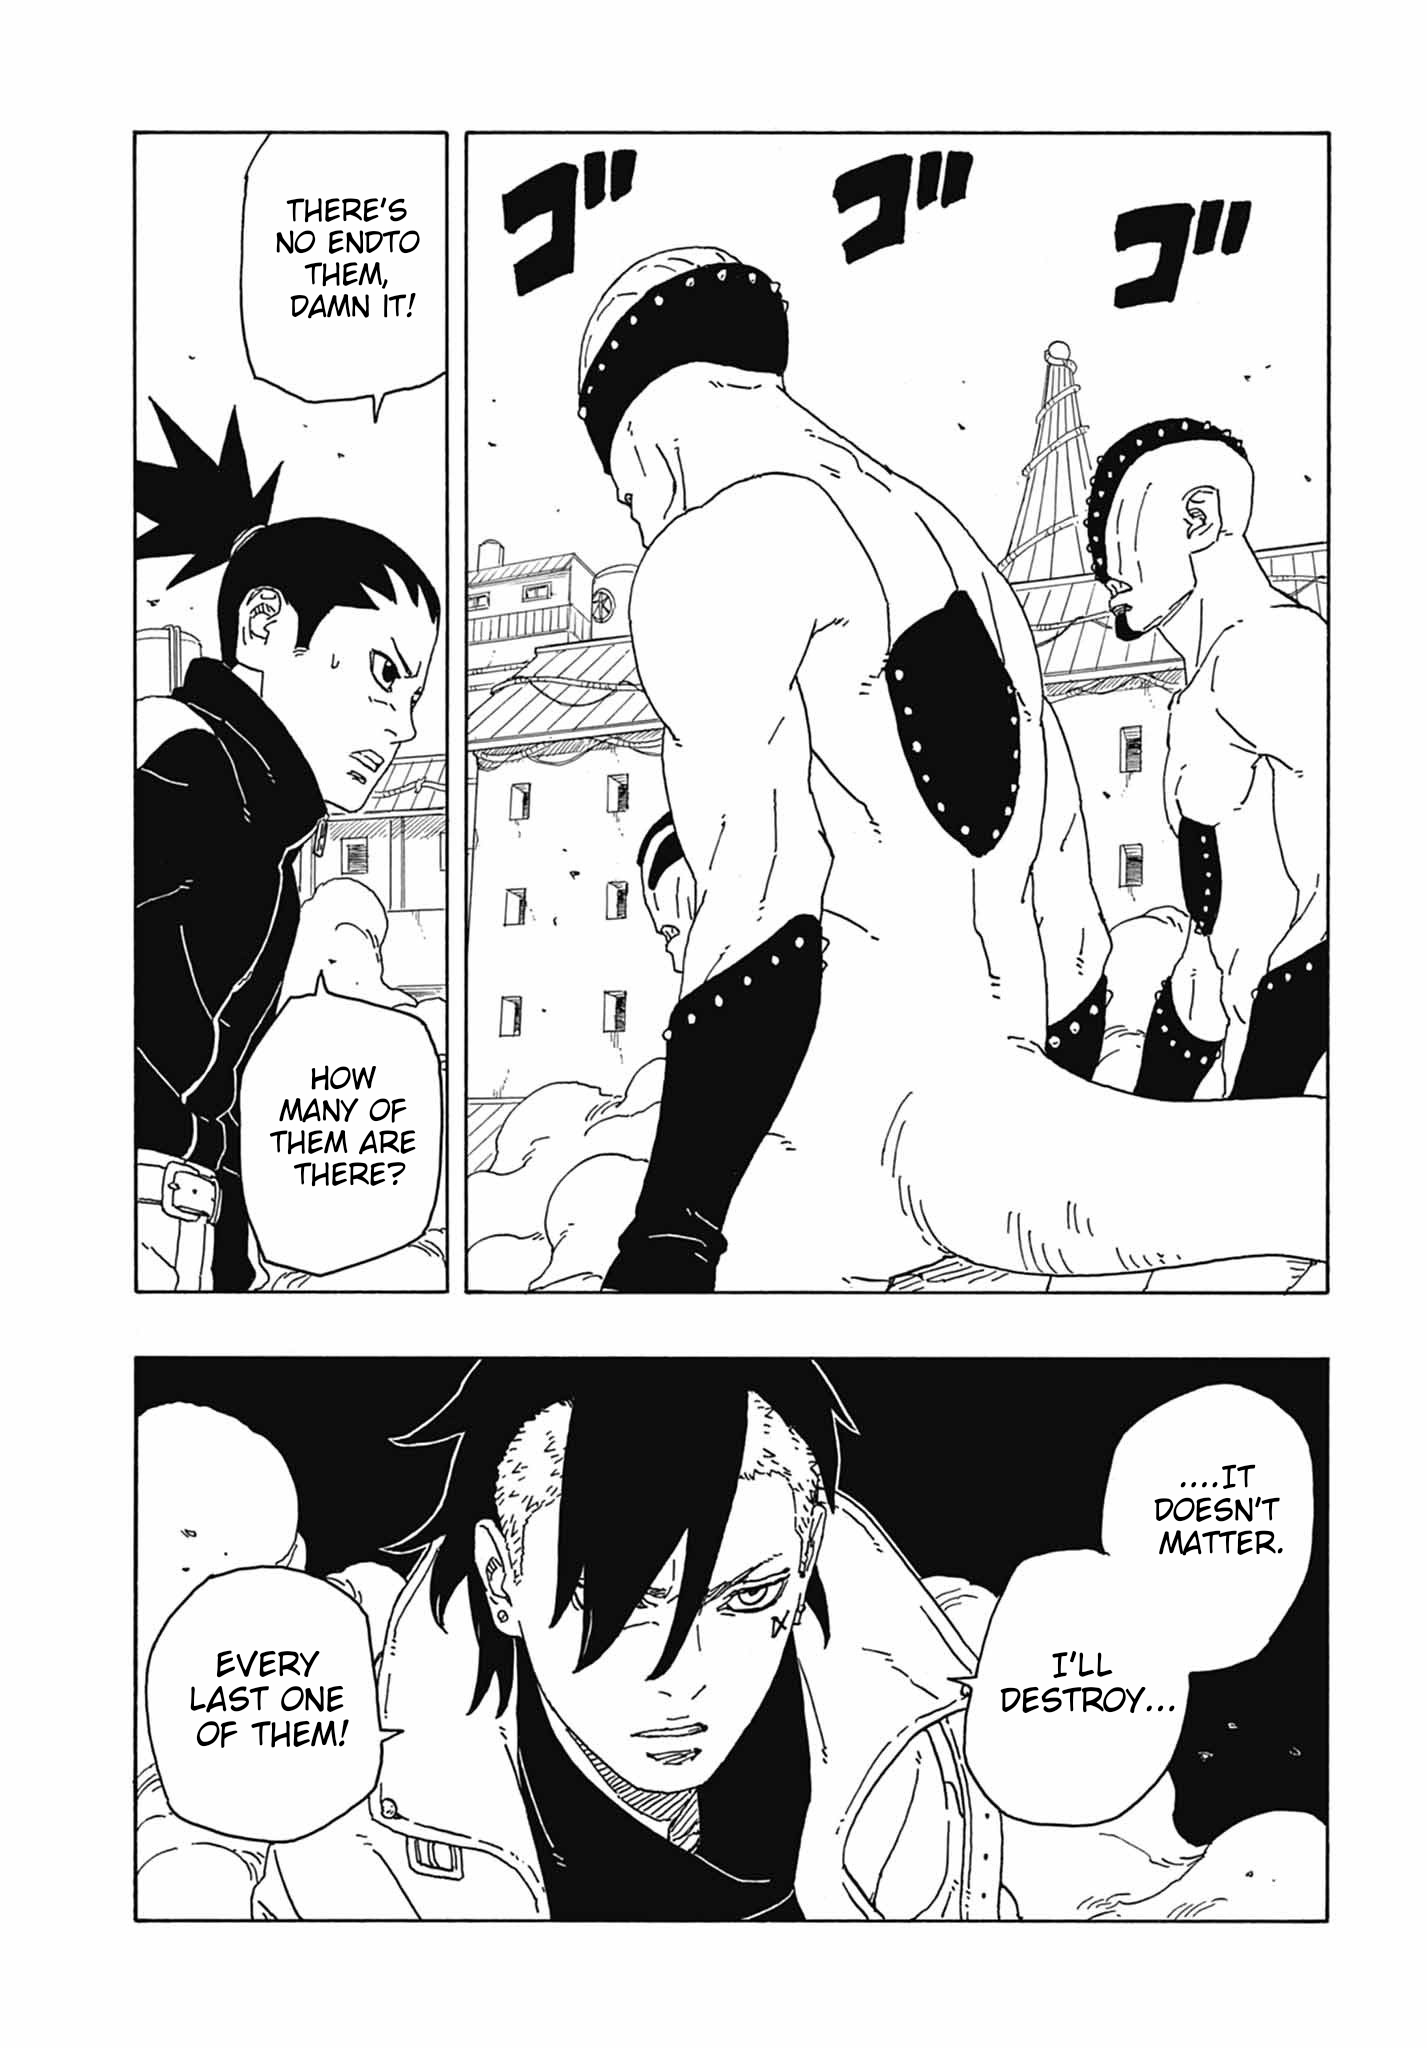 ゴ
ゴ
ゴ
THERE'S
NO ENDTO
THEM,
DAMN IT!
HOW
MANY OF
THEM ARE
THERE?
....IT
DOESN'T
MATTER.
I'LL
DESTROY...
EVERY
LAST ONE
OF THEM!